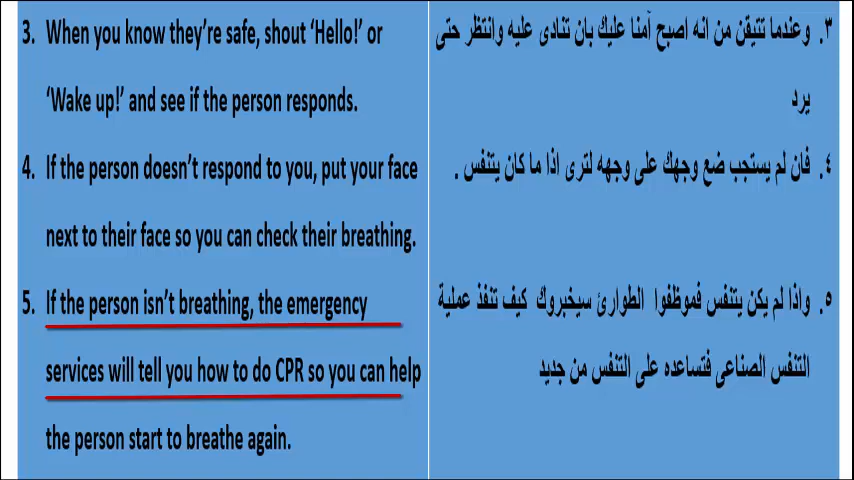 3. When you know they're safe, shout 'Hello!' or
'Wake up!' and see if the person responds.
4. If the person doesn't respond to you, put your face
next to their face so you can check their breathing.
5. If the person isn't breathing, the emergency
services will tell you how to do CPR so you can help
the person start to breathe again.
٣. وعندما تتيقن من انه اصبح آمنا عليك بان تنادى عليه وانتظر حتى
يرد
٤. فان لم يستجب ضع وجهك على وجهه لترى اذا ما كان يتنفس .
٥. واذا لم يكن يتنفس فموظفوا الطوارئ سيخبروك كيف تنفذ عملية
التنفس الصناعى فتساعده على التنفس من جديد